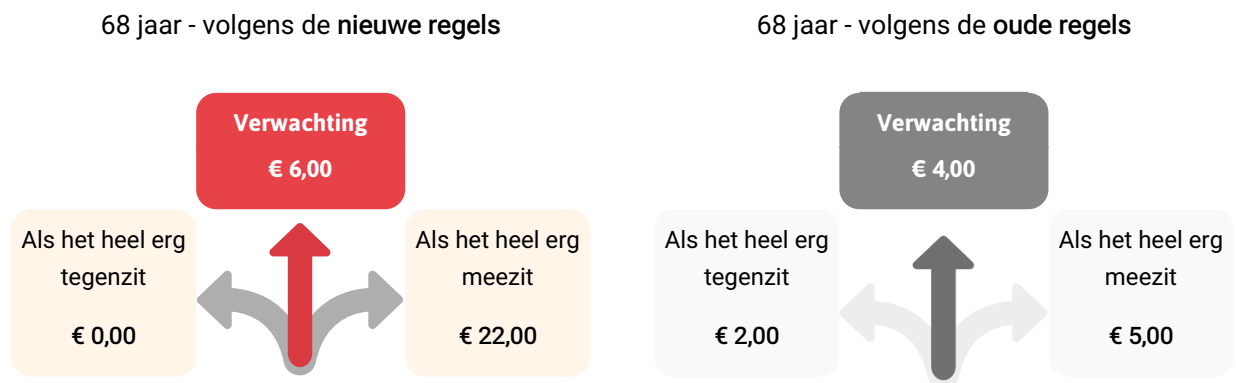 68 jaar - volgens de nieuwe regels
Verwachting
€ 6,00
Als het heel erg
tegenzit
€ 0,00
Als het heel erg
meezit
€ 22,00
68 jaar - volgens de oude regels
Verwachting
€ 4,00
Als het heel erg
tegenzit
€ 2,00
Als het heel erg
meezit
€ 5,00